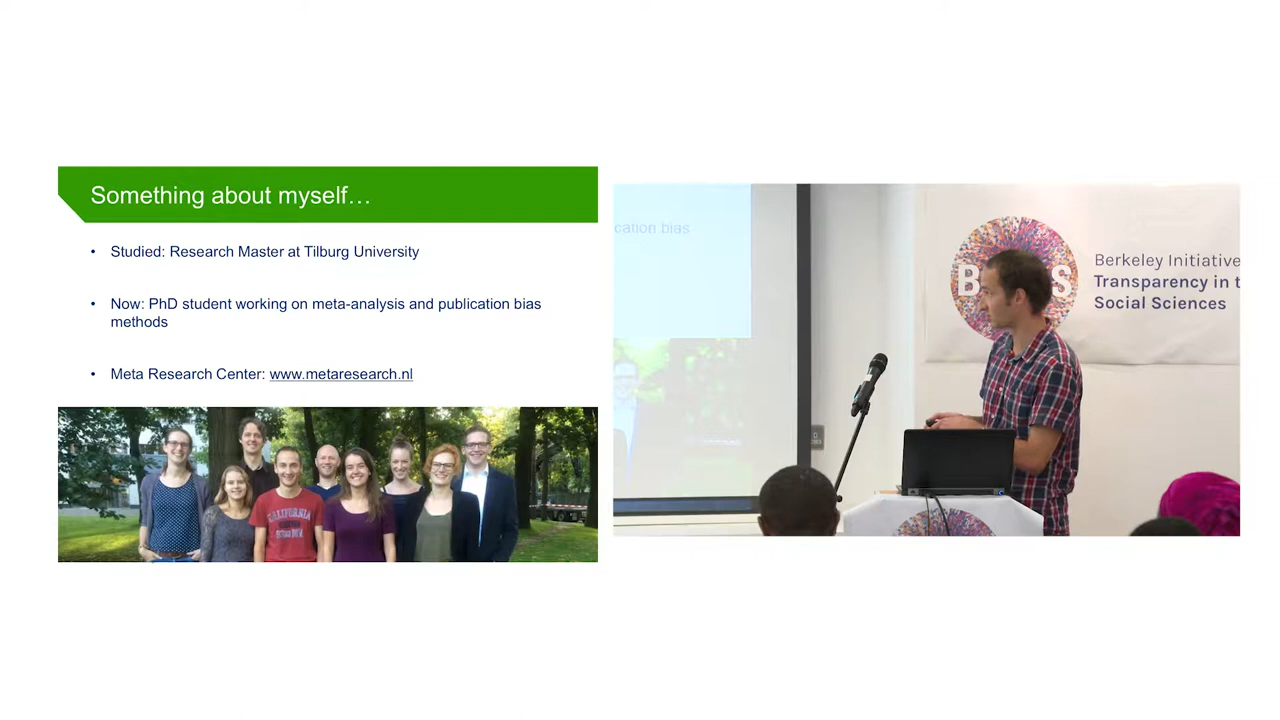 Something about myself…
• Studied: Research Master at Tilburg University
• Now: PhD student working on meta-analysis and publication bias
methods
• Meta Research Center: www.metaresearch.nl
CALIFORNIA
cation bias
B S
Berkeley Initiative
Transparency in t
Social Sciences